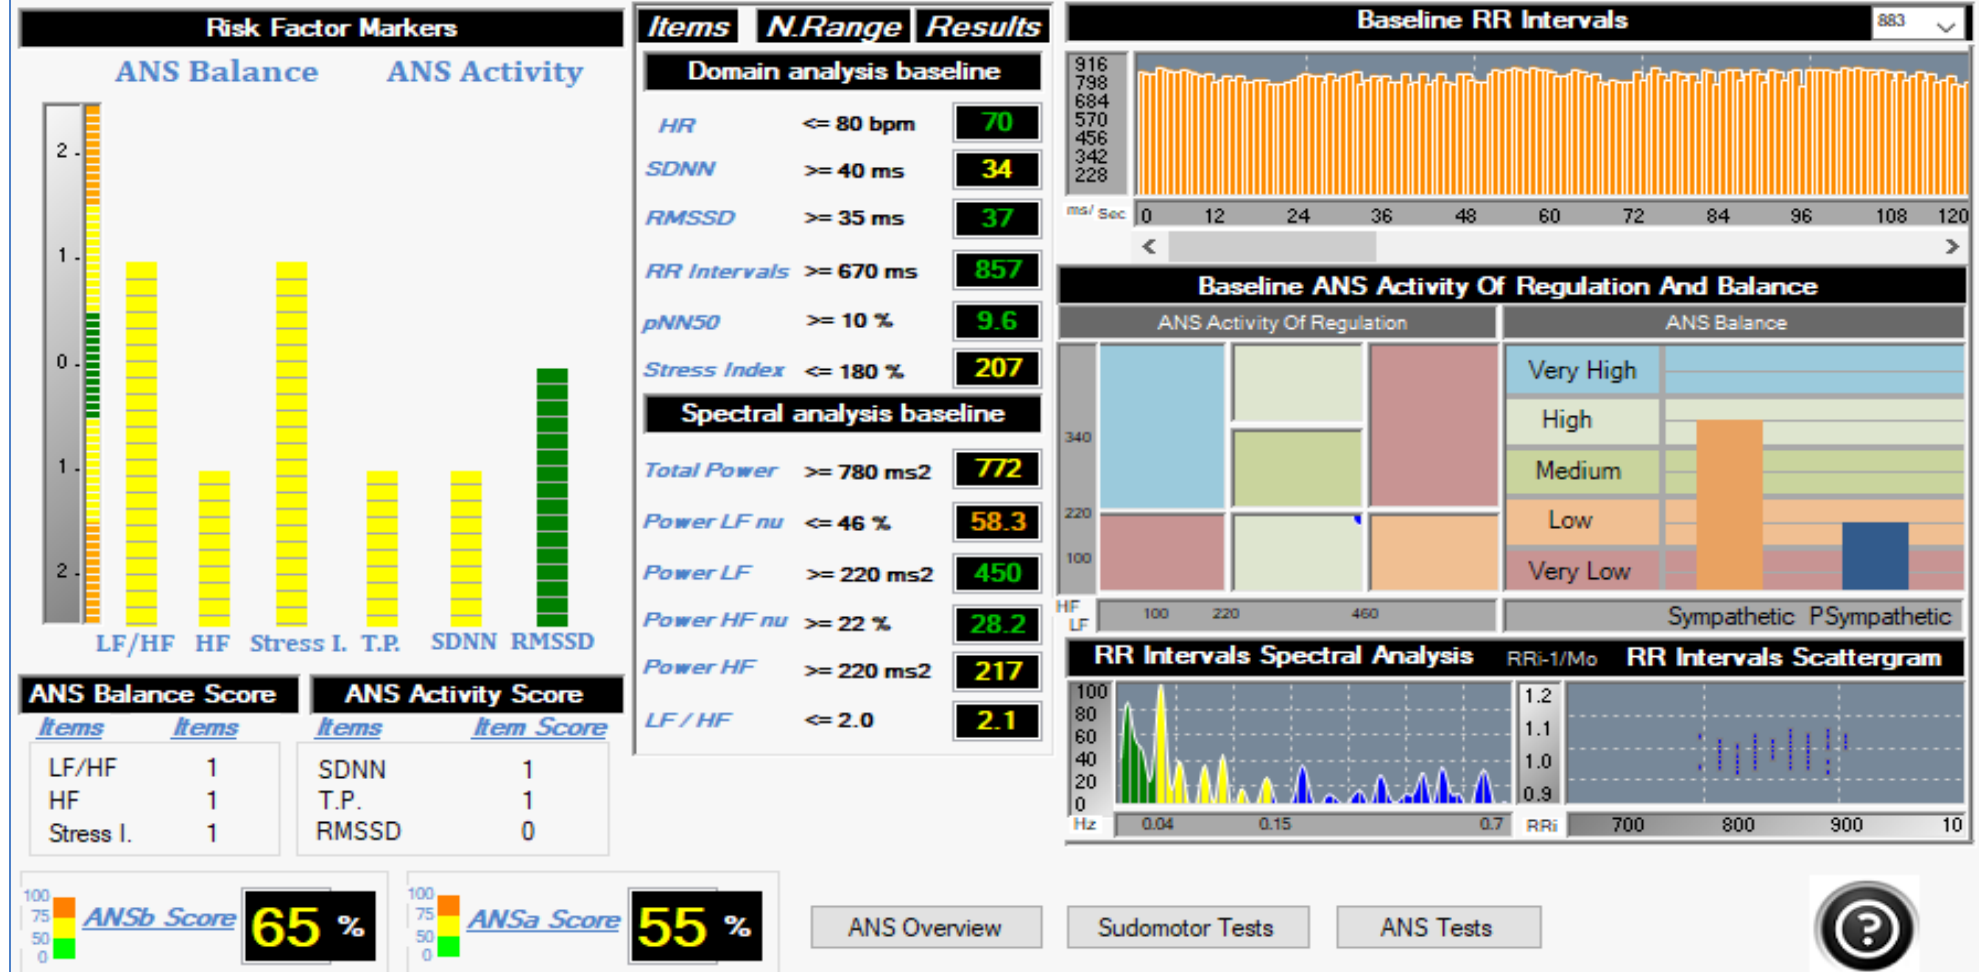 Risk Factor Markers
ANS Balance ANS Activity
2
1
0
1
2
LF/HF HF Stress I. T.P. SDNN RMSSD
ANS Balance Score
Items Items
LF/HF 1
HF 1
Stress I. 1
ANS Activity Score
Items Item Score
SDNN 1
T.P. 1
RMSSD 0
100
75
50
0
ANSb Score 65 %
100
75
50
0
ANSa Score 55 %
Items N.Range Results
Domain analysis baseline
HR <= 80 bpm 70
SDNN >= 40 ms 34
RMSSD >= 35 ms 37
RR Intervals >= 670 ms 857
pNN50 >= 10 % 9.6
Stress Index <= 180 % 207
Spectral analysis baseline
Total Power >= 780 ms2 772
Power LF nu <= 46 % 58.3
Power LF >= 220 ms2 450
Power HF nu >= 22 % 28.2
Power HF >= 220 ms2 217
LF / HF <= 2.0 2.1
Baseline RR Intervals 883
916
798
684
570
456
342
228
ms/ Sec 0 12 24 36 48 60 72 84 96 108 120
< >
Baseline ANS Activity Of Regulation And Balance
ANS Activity Of Regulation
340
220
100
HF
LF 100 220 460
ANS Balance
Very High
High
Medium
Low
Very Low
Sympathetic PSympathetic
RR Intervals Spectral Analysis
100
80
60
40
20
0
Hz 0.04 0.15 0.7
RRi-1/Mo RR Intervals Scattergram
1.2
1.1
1.0
0.9
RRi 700 800 900 10
ANS Overview Sudomotor Tests ANS Tests
?